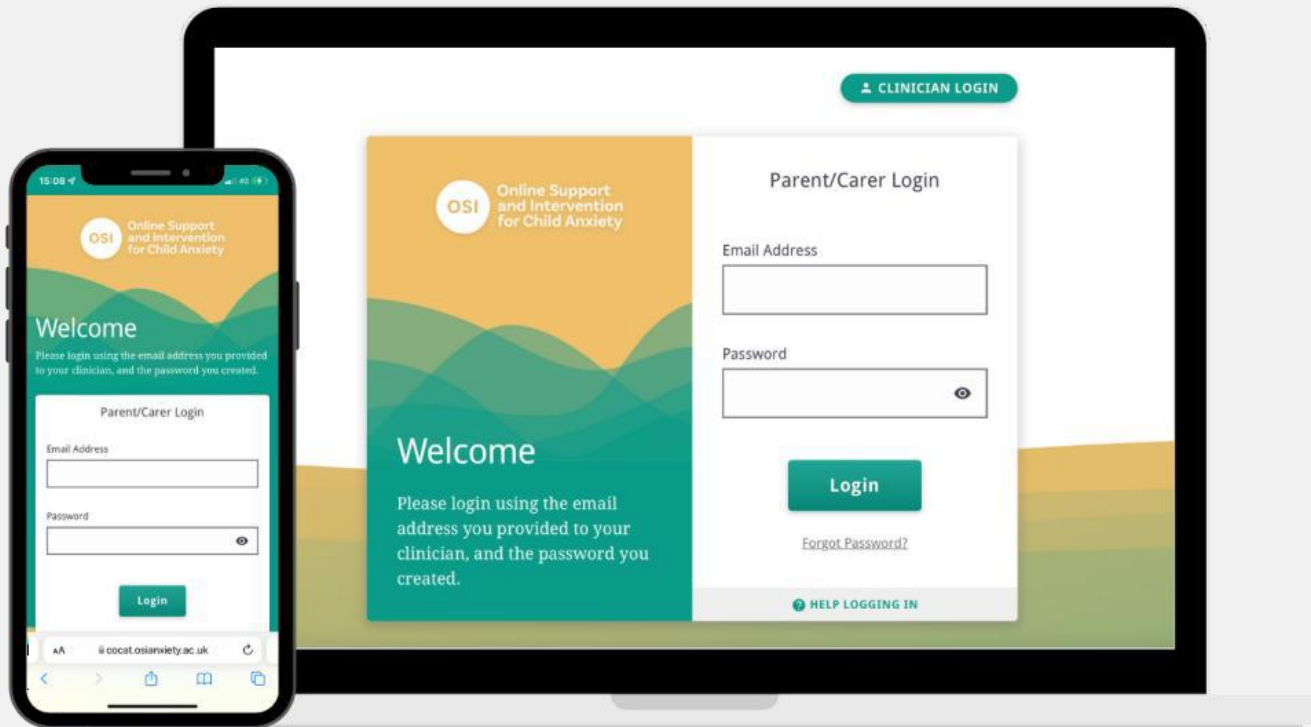 15:08
4G
OSI
Online Support
and Intervention
for Child Anxiety
Welcome
Please login using the email address you provided
to your clinician, and the password you created.
Parent/Carer Login
Email Address
Password
Login
AA
cocat.osianxiety.ac.uk
CLINICIAN LOGIN
OSI
Online Support
and Intervention
for Child Anxiety
Welcome
Please login using the email
address you provided to your
clinician, and the password you
created.
Parent/Carer Login
Email Address
Password
Login
Forgot Password?
HELP LOGGING IN